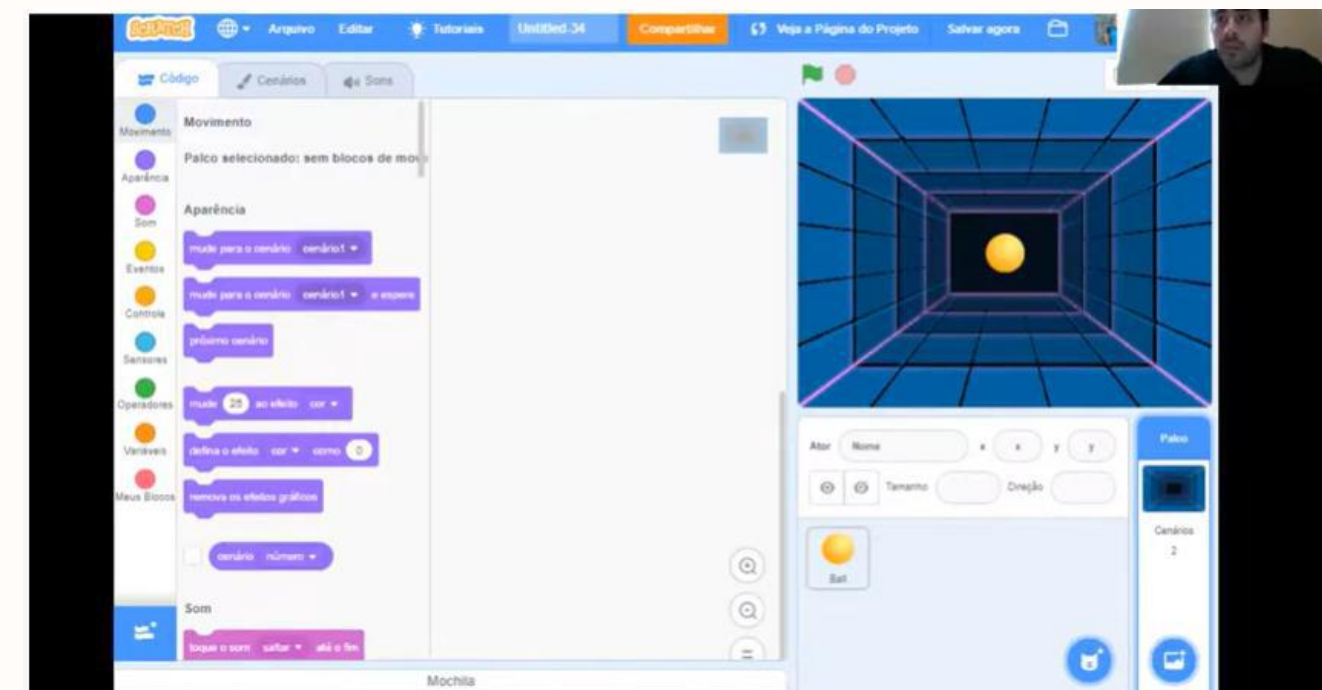 SCRATCH
Arquivo Editar Tutoriais Untitled-34 Compartilhar Veja a Página do Projeto Salvar agora
Código Cenários Sons
Movimento
Aparência
Som
Eventos
Controle
Sensores
Operadores
Variáveis
Meus Blocos
Movimento
Palco selecionado: sem blocos de mov
Aparência
mude para o cenário cenário1
mude para o cenário cenário1 e espere
próximo cenário
mude 25 ao efeito cor
defina o efeito cor como 0
remova os efeitos gráficos
cenário número
Som
toque o som saltar até o fim
Mochila
Ator Nome x x y y
Tamanho Direção
Ball
Palco
Cenários
2